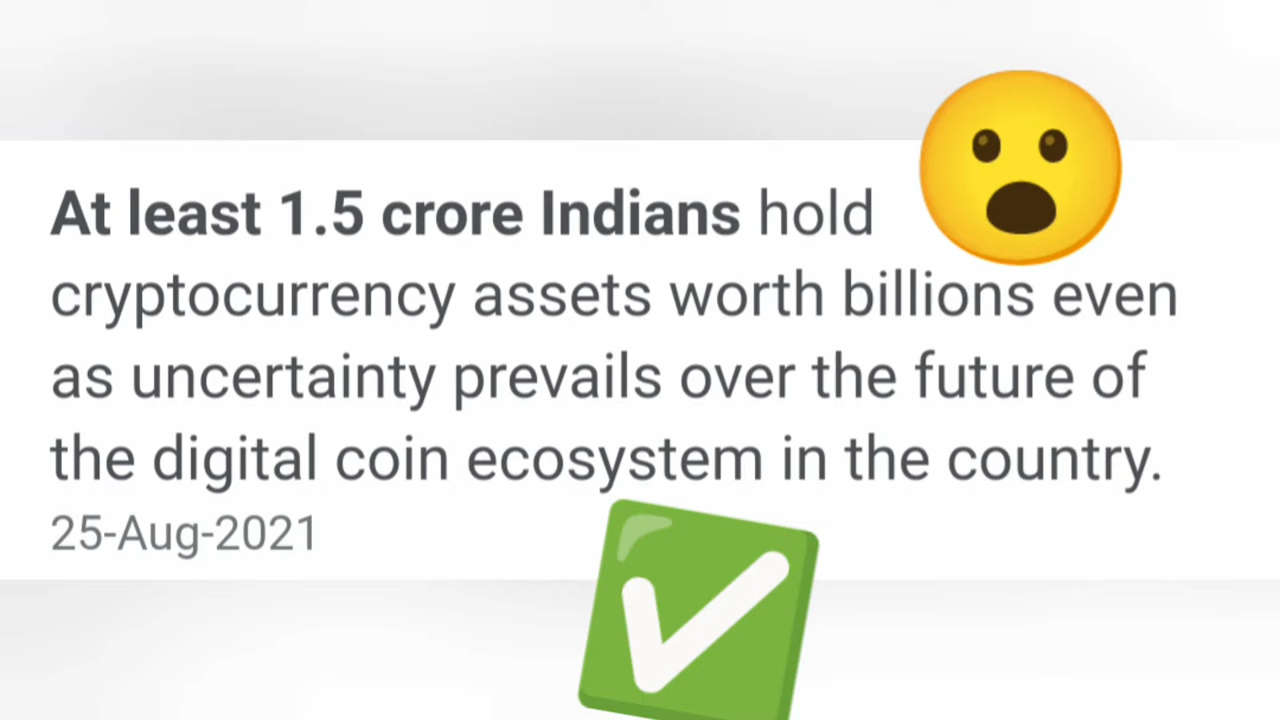 At least 1.5 crore Indians hold
cryptocurrency assets worth billions even
as uncertainty prevails over the future of
the digital coin ecosystem in the country.
25-Aug-2021